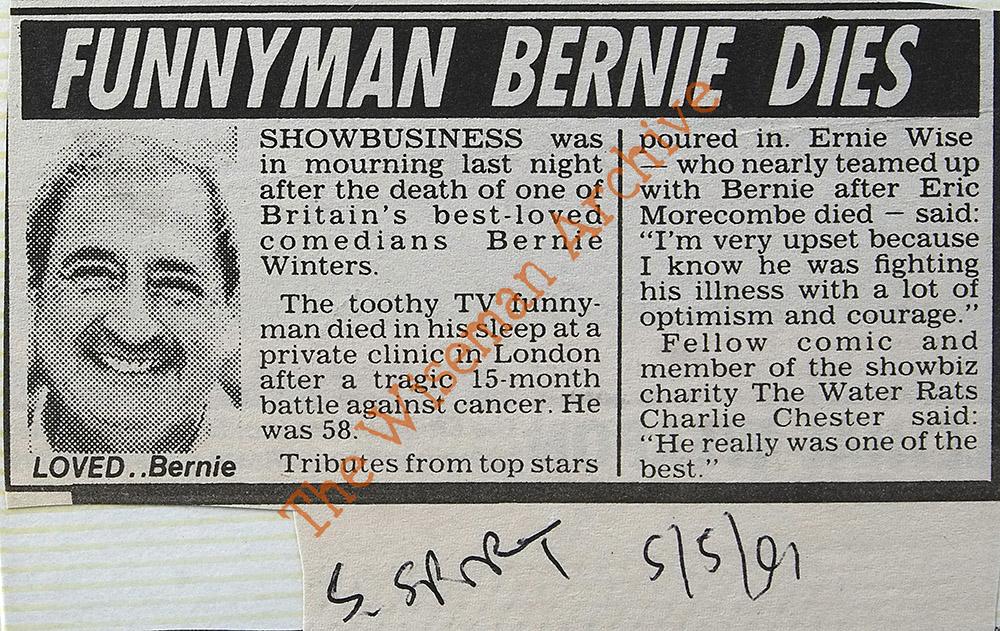 FUNNYMAN BERNIE DIES
SHOWBUSINESS was
in mourning last night
after the death of one of
Britain's best-loved
comedians Bernie
Winters.
The toothy TV funny-
man died in his sleep at a
private clinic in London
after a tragic 15-month
battle against cancer. He
was 58.
Tributes from top stars
poured in. Ernie Wise
— who nearly teamed up
with Bernie after Eric
Morecombe died — said:
"I'm very upset because
I know he was fighting
his illness with a lot of
optimism and courage."
Fellow comic and
member of the showbiz
charity The Water Rats
Charlie Chester said:
"He really was one of the
best."
LOVED..Bernie
The Wiseman Archive
S. SPORT 5/5/91